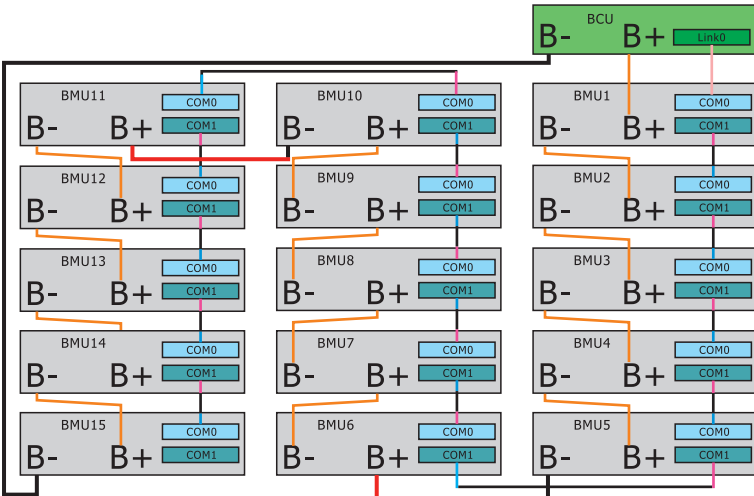 BCU
B- B+ Link0
BMU11
COM0
B- B+ COM1
BMU10
COM0
B- B+ COM1
BMU1
COM0
B- B+ COM1
BMU12
COM0
B- B+ COM1
BMU9
COM0
B- B+ COM1
BMU2
COM0
B- B+ COM1
BMU13
COM0
B- B+ COM1
BMU8
COM0
B- B+ COM1
BMU3
COM0
B- B+ COM1
BMU14
COM0
B- B+ COM1
BMU7
COM0
B- B+ COM1
BMU4
COM0
B- B+ COM1
BMU15
COM0
B- B+ COM1
BMU6
COM0
B- B+ COM1
BMU5
COM0
B- B+ COM1